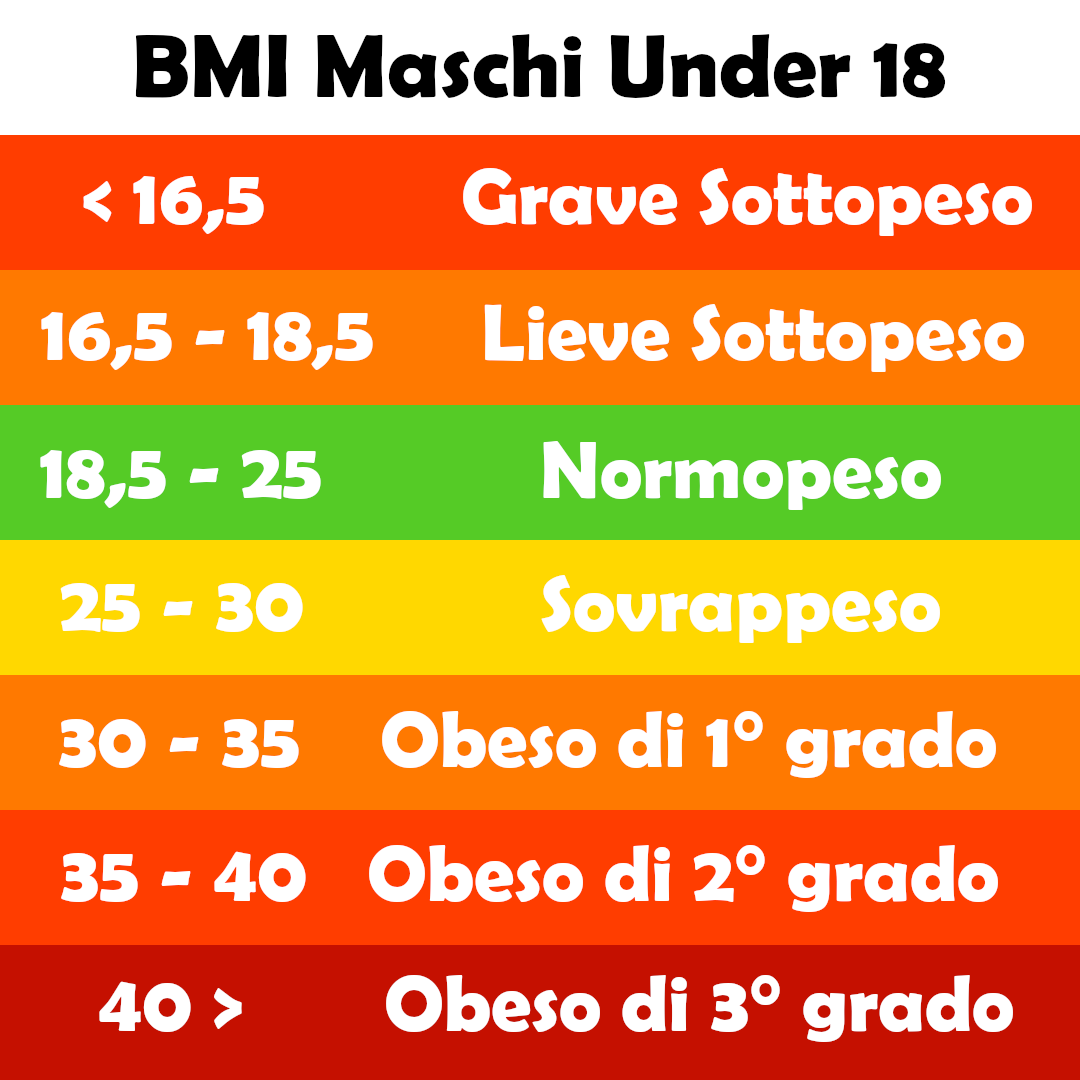 BMI Maschi Under 18
< 16,5 Grave Sottopeso
16,5 - 18,5 Lieve Sottopeso
18,5 - 25 Normopeso
25 - 30 Sovrappeso
30 - 35 Obeso di 1° grado
35 - 40 Obeso di 2° grado
40 > Obeso di 3° grado